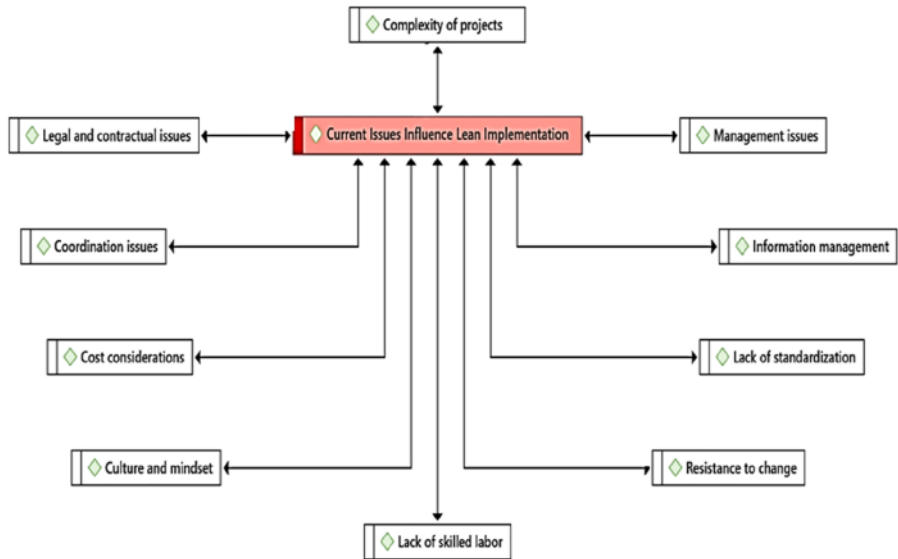 Complexity of projects
Legal and contractual issues
Current Issues Influence Lean Implementation
Management issues
Coordination issues
Information management
Cost considerations
Lack of standardization
Culture and mindset
Resistance to change
Lack of skilled labor